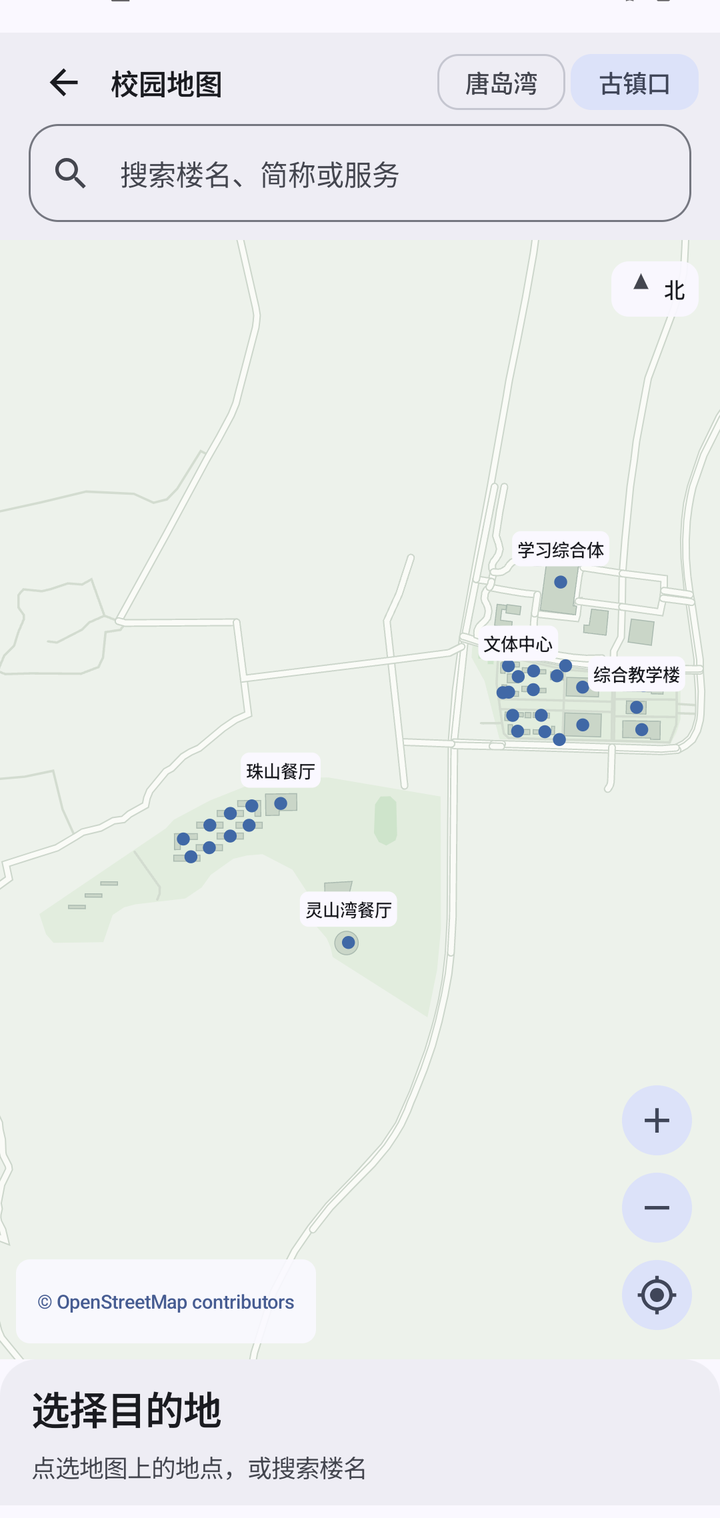 校园地图
唐岛湾
古镇口
搜索楼名、简称或服务
北
学习综合体
文体中心
综合教学楼
珠山餐厅
灵山湾餐厅
© OpenStreetMap contributors
选择目的地
点选地图上的地点，或搜索楼名